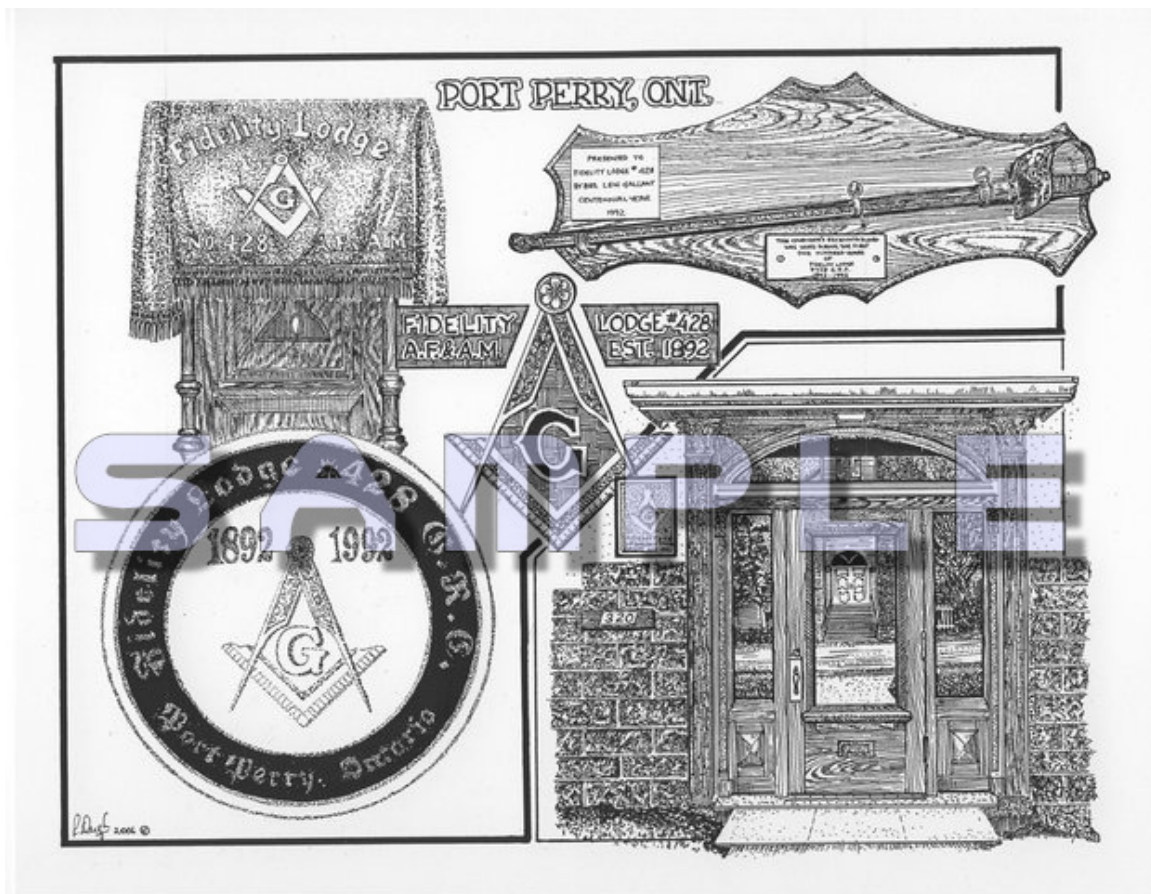 PORT PERRY, ONT.
Fidelity Lodge
G
No. 428 A.F.&A.M.
PRESENTED TO
FIDELITY LODGE #428
BY BRO. LEN GALLANT
CENTENNIAL YEAR
1992
FIDELITY
A.F.&A.M.
LODGE #428
EST. 1892
G
SAMPLE
Fidelity Lodge #428 G.R.C.
1892 1992
G
Port Perry, Ontario
320
2006 ©